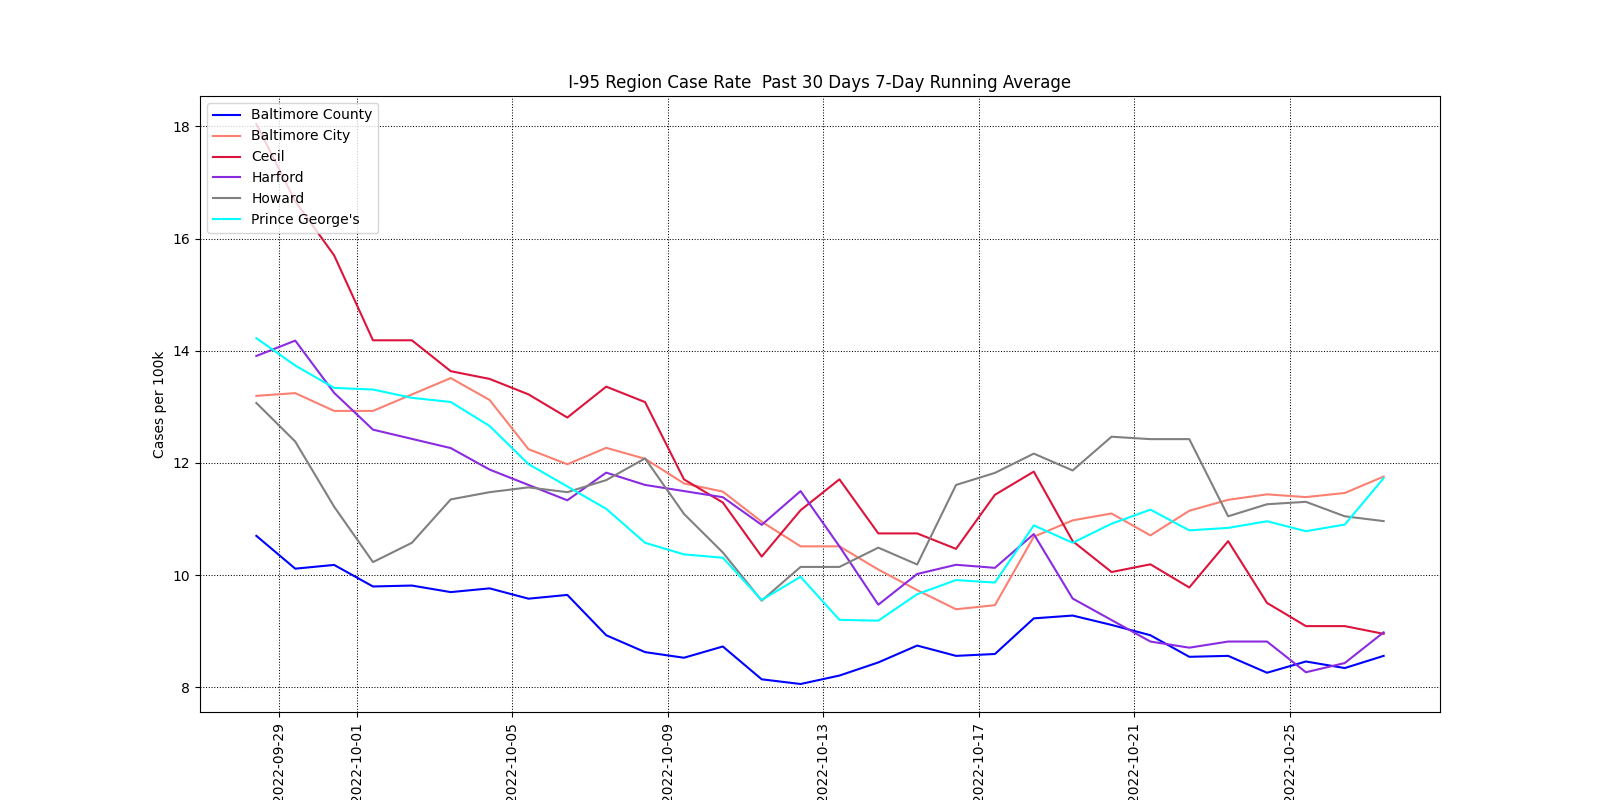 I-95 Region Case Rate  Past 30 Days 7-Day Running Average
Baltimore County
Baltimore City
Cecil
Harford
Howard
Prince George's
Cases per 100k
18
16
14
12
10
8
2022-09-29
2022-10-01
2022-10-05
2022-10-09
2022-10-13
2022-10-17
2022-10-21
2022-10-25